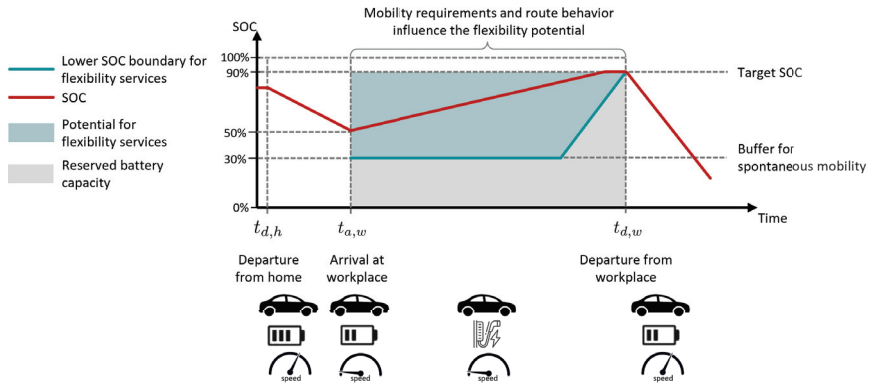 Mobility requirements and route behavior
influence the flexibility potential
SOC
100%
90%
50%
30%
0%
Lower SOC boundary for
flexibility services
SOC
Potential for
flexibility services
Reserved battery
capacity
Target SOC
Buffer for
spontaneous mobility
Time
t_{d,h}
t_{a,w}
t_{d,w}
Departure
from home
Arrival at
workplace
Departure from
workplace
speed
speed
speed
speed